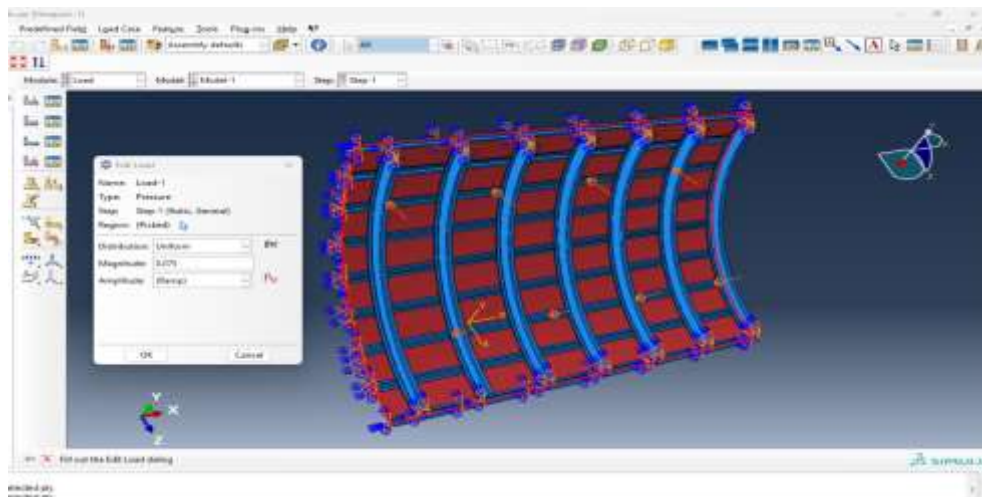 Predefined Field Load Case Feature Tools Plug-ins Help
Assembly defaults All
Module: Load Model: Model-1 Step: Step-1
Edit Load
Name: Load-1
Type: Pressure
Step: Step-1 (Static, General)
Region: (Picked)
Distribution: Uniform f(x)
Magnitude:
Amplitude: (Ramp)
OK Cancel
Y
X
Z
Fill out the Edit Load dialog